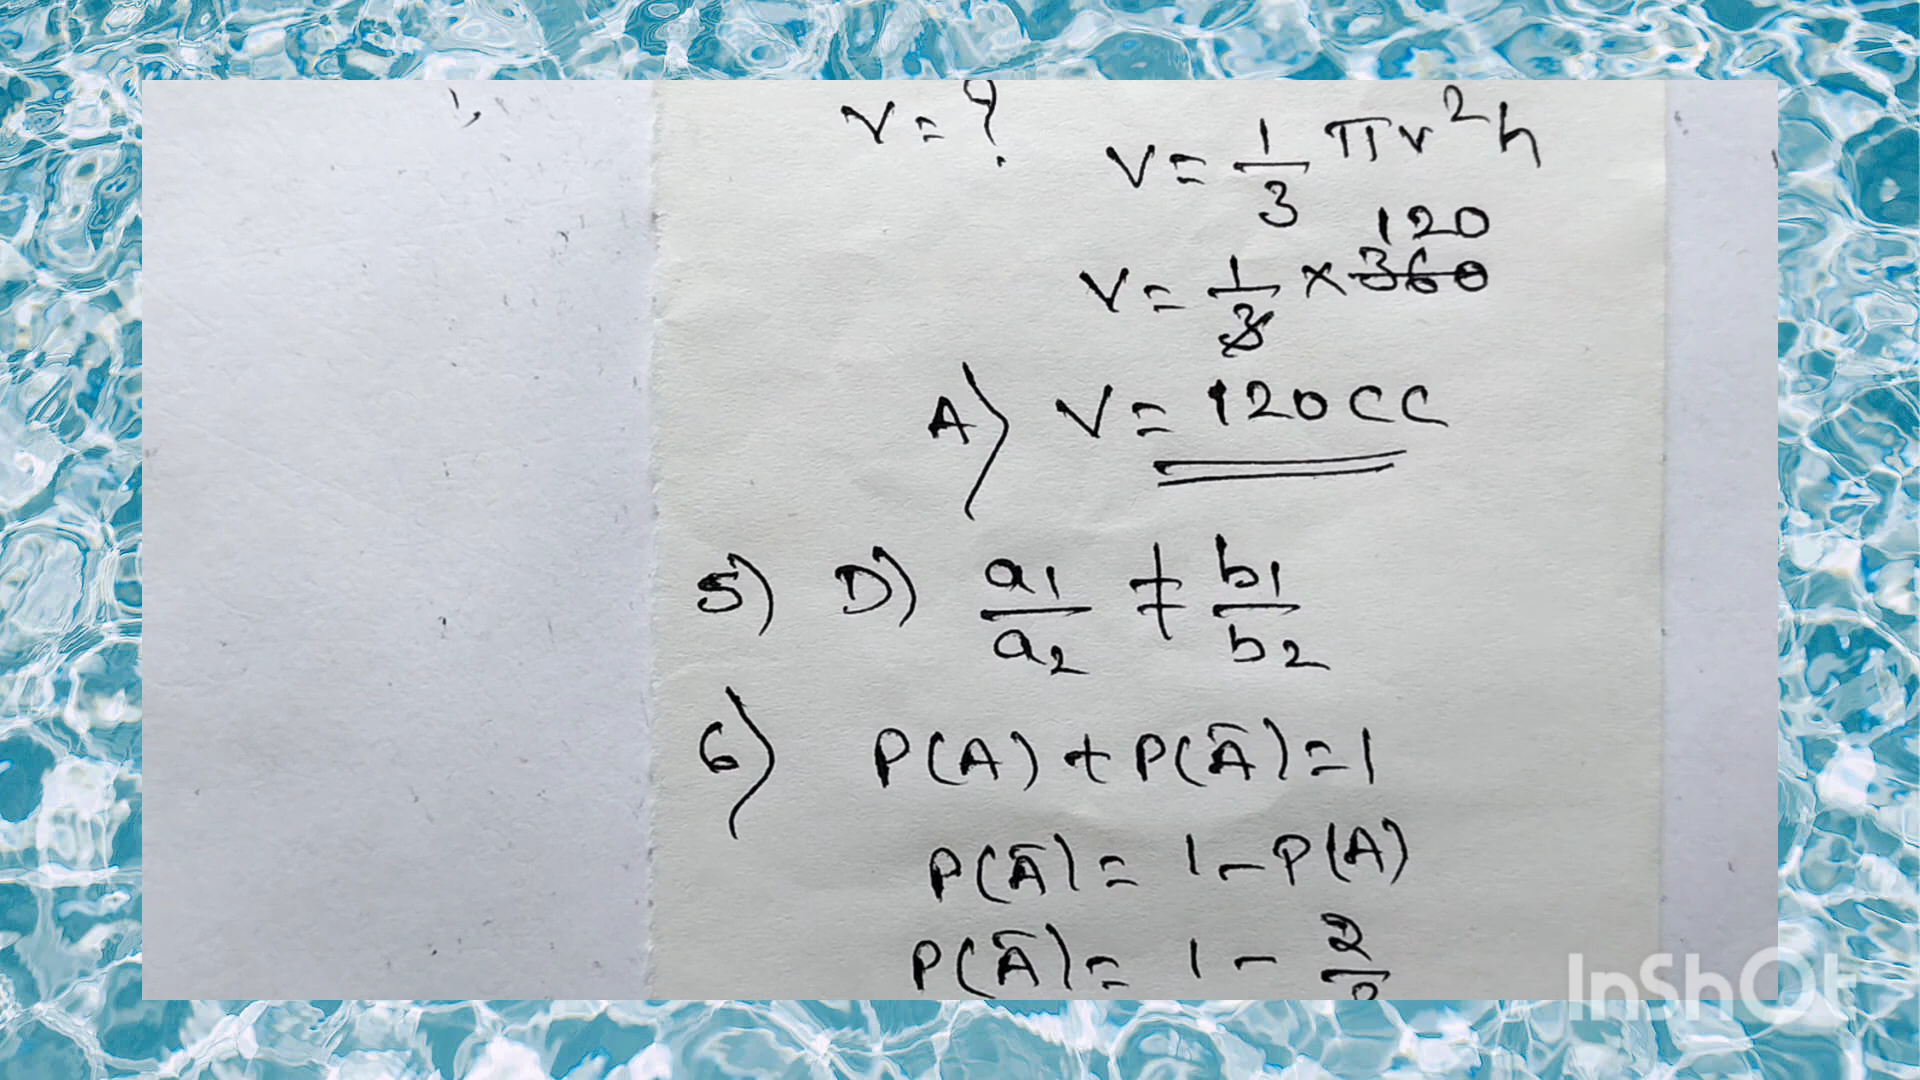 V = ?
V = 1/3 πr²h
120
V = 1/3 × 360
A) V = 120 CC
5) D) a1/a2 ≠ b1/b2
6) P(A) + P(Ā) = 1
P(Ā) = 1 - P(A)
P(Ā) = 1 - 2/
InShOt